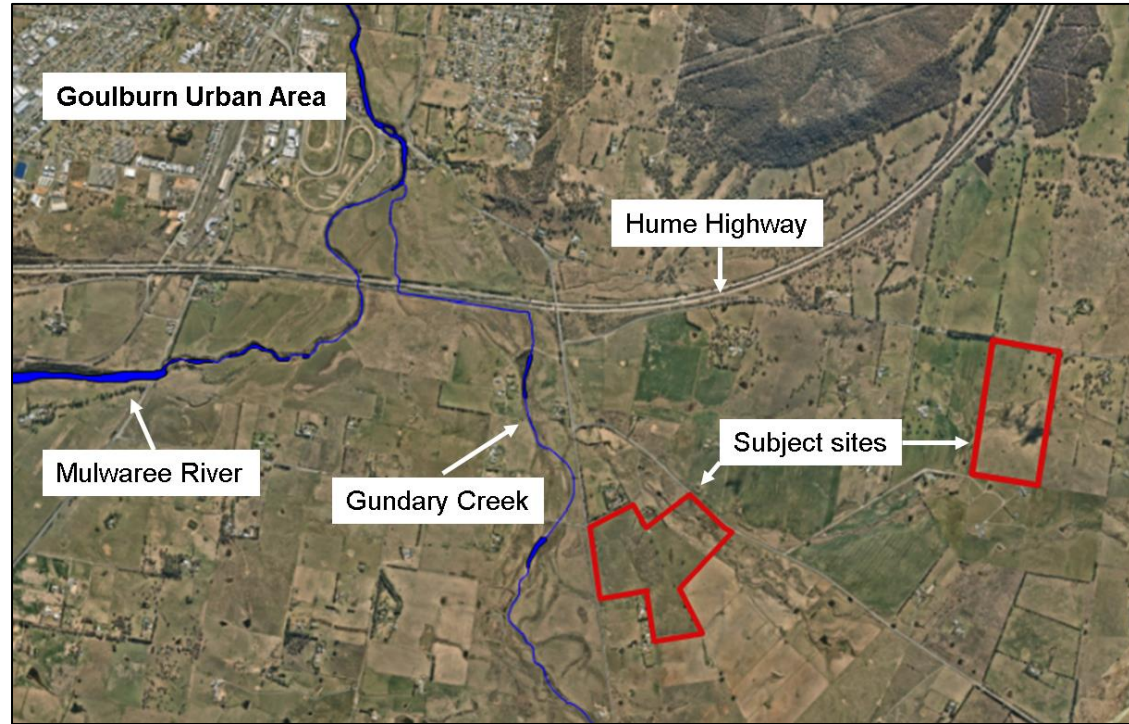 Goulburn Urban Area
Hume Highway
Subject sites
Mulwaree River
Gundary Creek